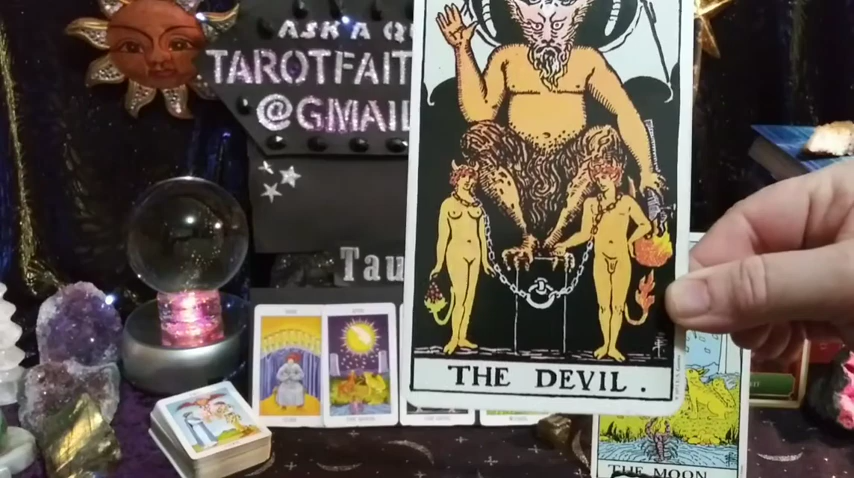 ASK A QU
TAROTFAIT
@GMAIL
Tau
THE DEVIL.
THE MOON